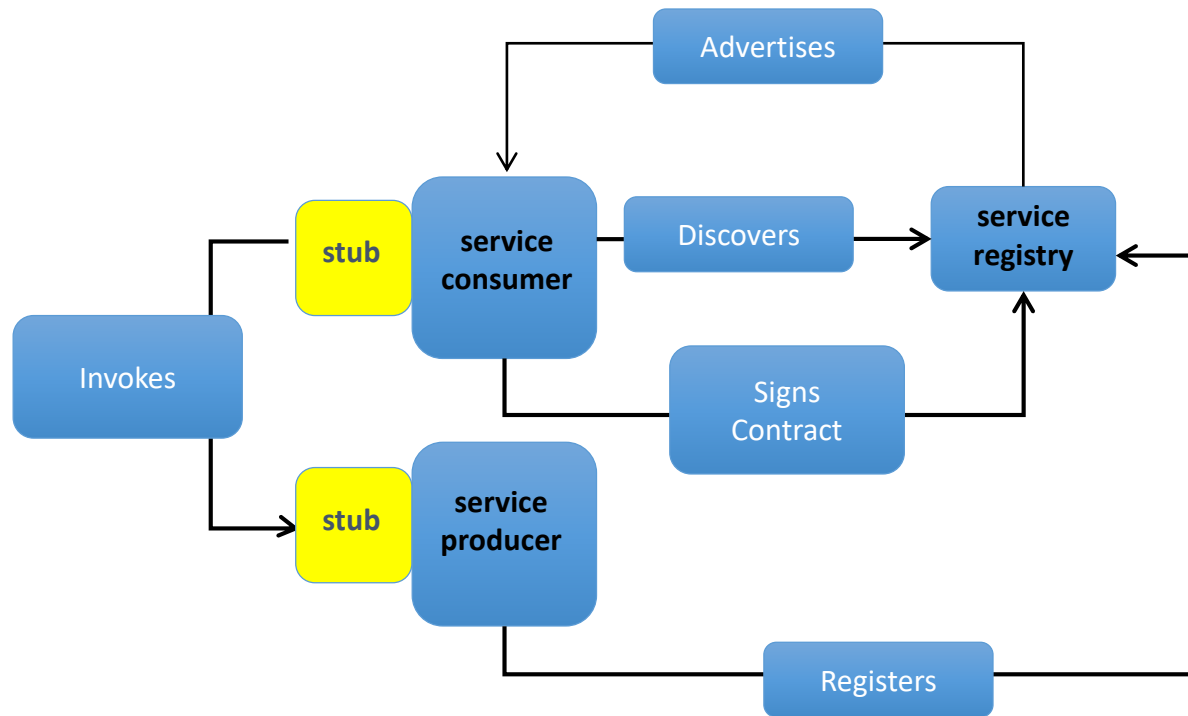 Advertises
stub
service
consumer
Discovers
service
registry
Invokes
Signs
Contract
stub
service
producer
Registers